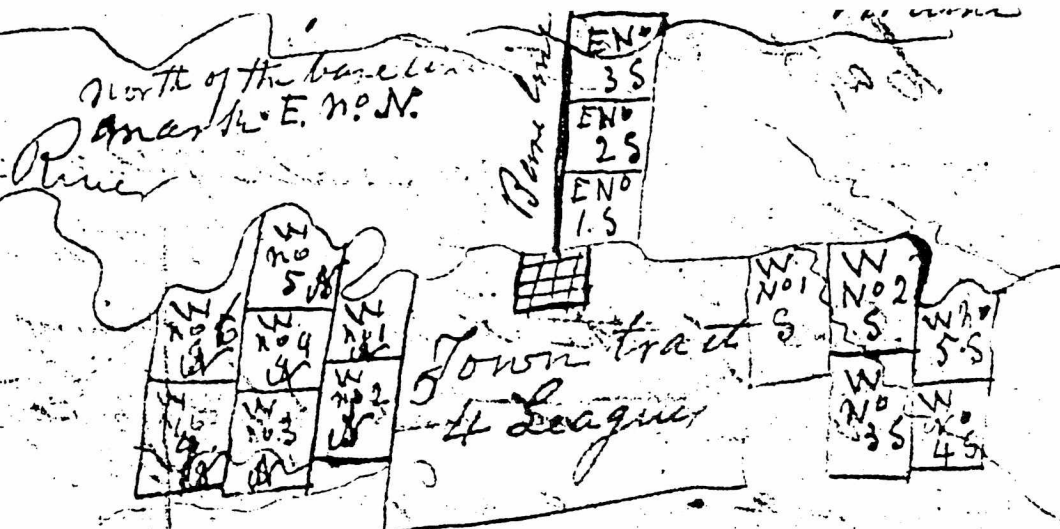 North of the base line
mark E. No. N.
River
Base line
E No
3 S
E No
2 S
E No
1. S
W
no
5 N
W
no 6
N
W
no 4
N
W
no 1
N
W
no 3
N
W
no 2
N
Town tract
4 Leagues
W
No 1
S
W
No 2
S
W no
5. S
W
No
3 S
W
no
4 S